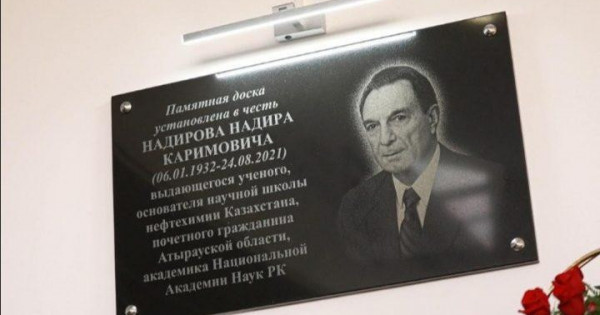 Памятная доска
установлена в честь
НАДИРОВА НАДИРА
КАРИМОВИЧА
(06.01.1932-24.08.2021)
выдающегося ученого,
основателя научной школы
нефтехимии Казахстана,
почетного гражданина
Атырауской области,
академика Национальной
Академии Наук РК